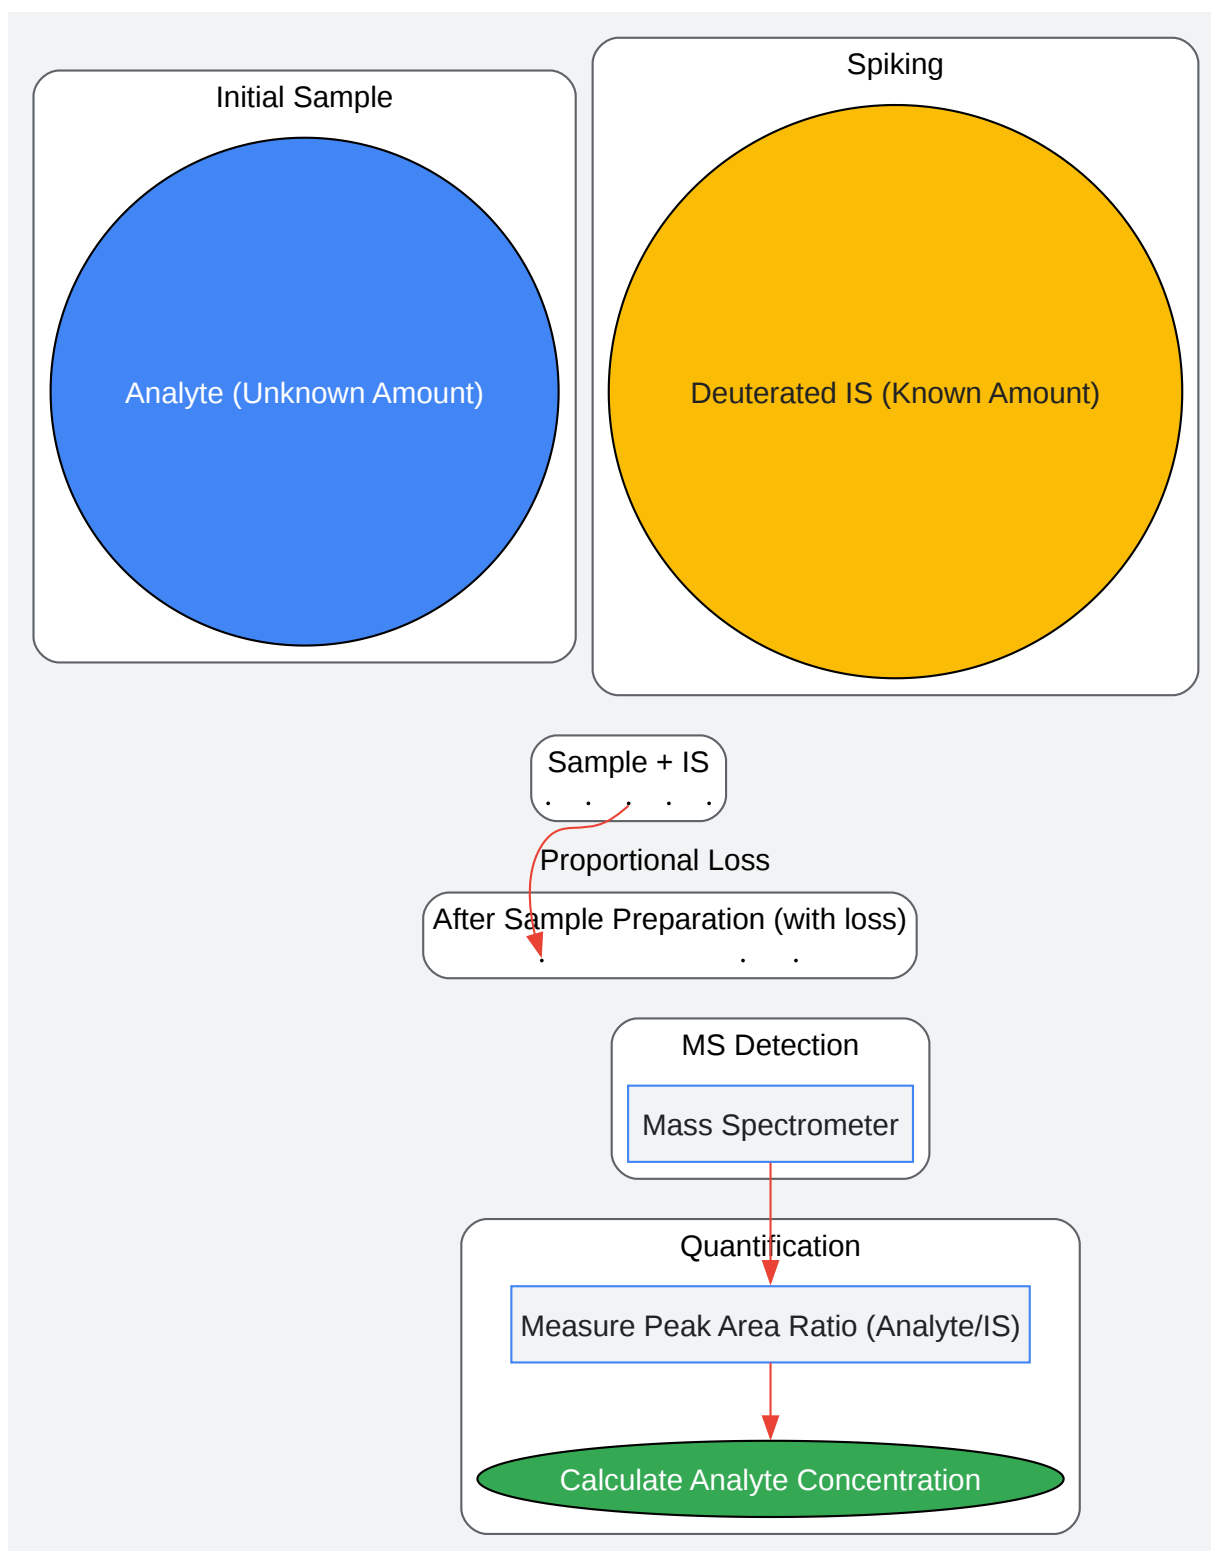 Initial Sample
Analyte (Unknown Amount)
Spiking
Deuterated IS (Known Amount)
Sample + IS
Proportional Loss
After Sample Preparation (with loss)
MS Detection
Mass Spectrometer
Quantification
Measure Peak Area Ratio (Analyte/IS)
Calculate Analyte Concentration